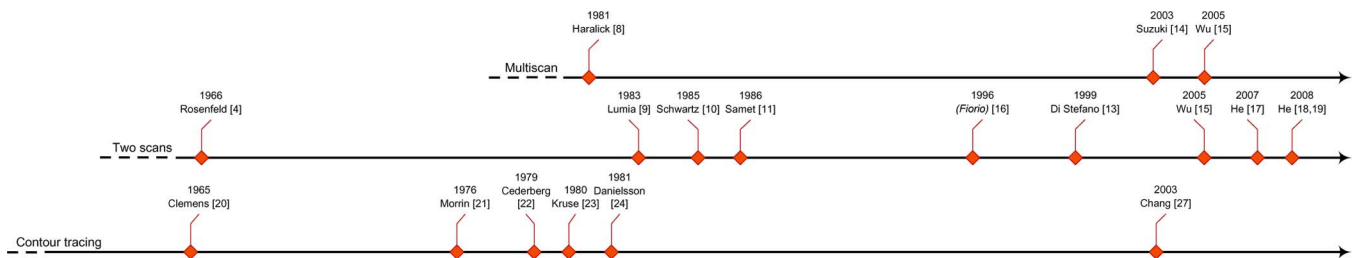 1981
Haralick [8]
2003
Suzuki [14]
2005
Wu [15]
Multiscan
1966
Rosenfeld [4]
1983
Lumia [9]
1985
Schwartz [10]
1986
Samet [11]
1996
(Fiorio) [16]
1999
Di Stefano [13]
2005
Wu [15]
2007
He [17]
2008
He [18,19]
Two scans
1965
Clemens [20]
1976
Morrin [21]
1979
Cederberg
[22]
1980
Kruse [23]
1981
Danielsson
[24]
2003
Chang [27]
Contour tracing